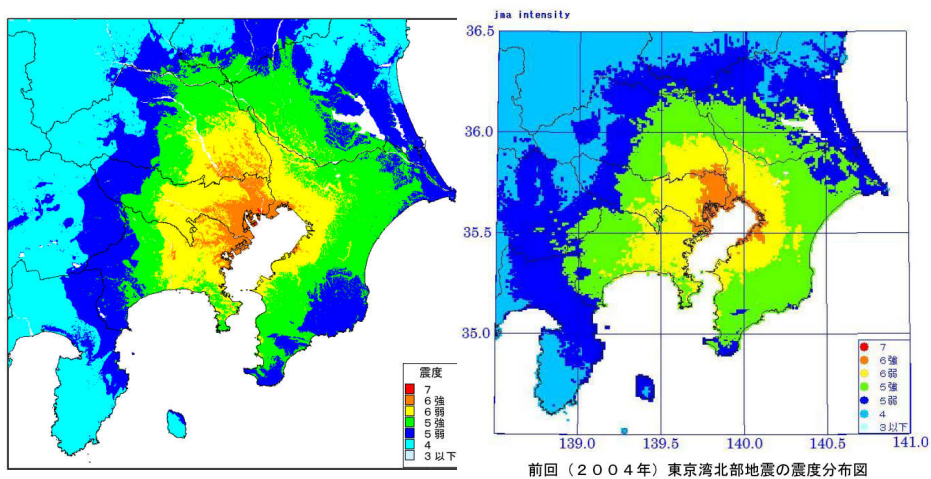 震度
7
6強
6弱
5強
5弱
4
3以下
jma intensity
36.5
36.0
35.5
35.0
7
6強
6弱
5強
5弱
4
3以下
139.0
139.5
140.0
140.5
141.0
前回(2004年)東京湾北部地震の震度分布図